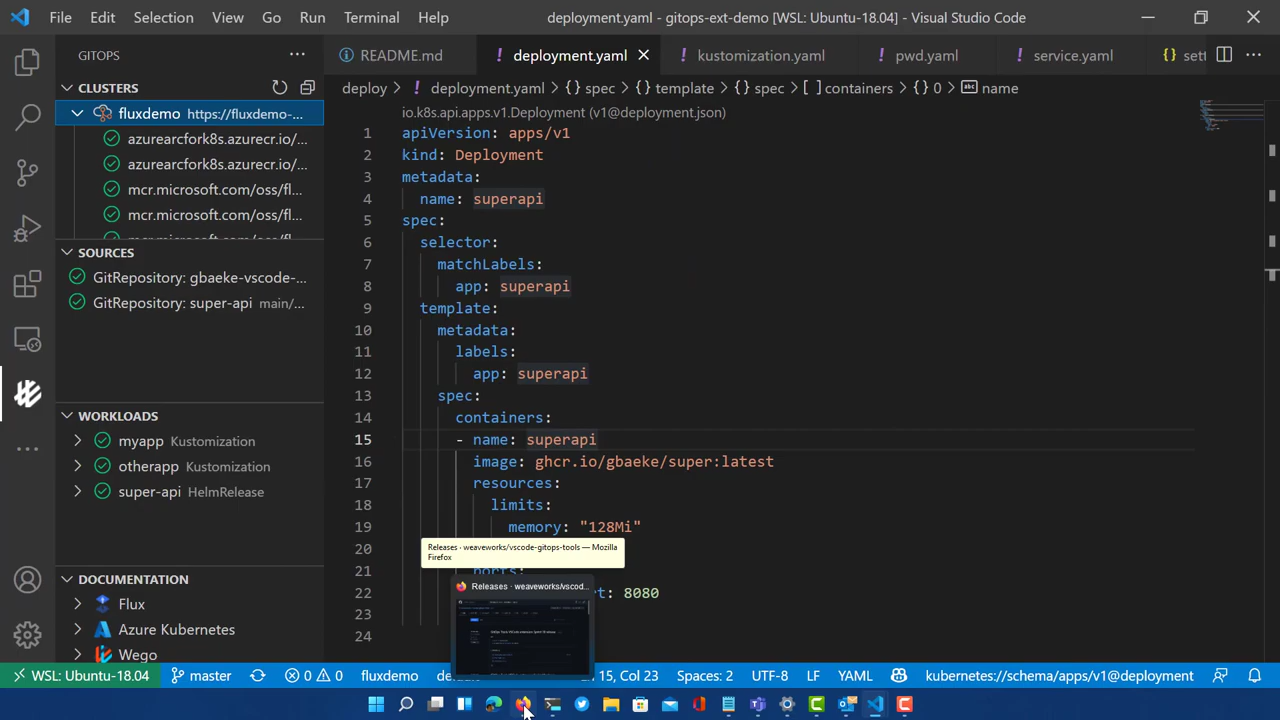 File Edit Selection View Go Run Terminal Help deployment.yaml - gitops-ext-demo [WSL: Ubuntu-18.04] - Visual Studio Code
GITOPS
README.md deployment.yaml kustomization.yaml pwd.yaml service.yaml sett
CLUSTERS
fluxdemo https://fluxdemo-...
azurearcfork8s.azurecr.io/...
azurearcfork8s.azurecr.io/...
mcr.microsoft.com/oss/fl...
mcr.microsoft.com/oss/fl...
SOURCES
GitRepository: gbaeke-vscode-...
GitRepository: super-api main/...
WORKLOADS
myapp Kustomization
otherapp Kustomization
super-api HelmRelease
DOCUMENTATION
Flux
Azure Kubernetes
Wego
deploy > deployment.yaml > {} spec > {} template > {} spec > [ ] containers > {} 0 > name
io.k8s.api.apps.v1.Deployment (v1@deployment.json)
1 apiVersion: apps/v1
2 kind: Deployment
3 metadata:
4 name: superapi
5 spec:
6 selector:
7 matchLabels:
8 app: superapi
9 template:
10 metadata:
11 labels:
12 app: superapi
13 spec:
14 containers:
15 - name: superapi
16 image: ghcr.io/gbaeke/super:latest
17 resources:
18 limits:
19 memory: "128Mi"
20
21 ports:
22 8080
23
24
Releases · weaveworks/vscode-gitops-tools — Mozilla
Firefox
Releases · weaveworks/vscod...
WSL: Ubuntu-18.04 master 0 0 fluxdemo Ln 15, Col 23 Spaces: 2 UTF-8 LF YAML kubernetes://schema/apps/v1@deployment